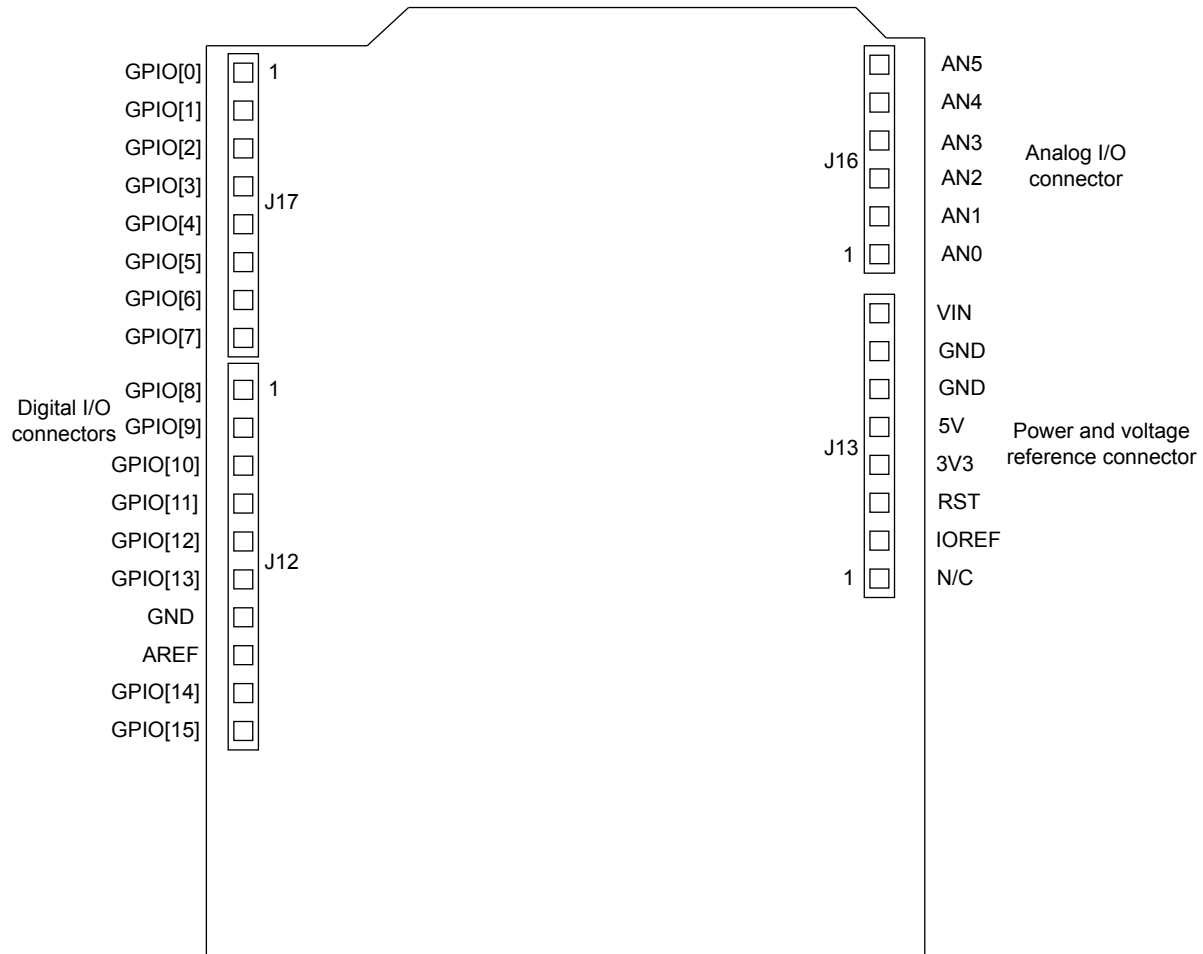 GPIO[0]
1
GPIO[1]
GPIO[2]
GPIO[3]
J17
GPIO[4]
GPIO[5]
GPIO[6]
GPIO[7]
GPIO[8]
1
Digital I/O
connectors
GPIO[9]
GPIO[10]
GPIO[11]
GPIO[12]
J12
GPIO[13]
GND
AREF
GPIO[14]
GPIO[15]
AN5
AN4
AN3
J16
AN2
Analog I/O
connector
AN1
1
AN0
VIN
GND
GND
5V
J13
Power and voltage
reference connector
3V3
RST
IOREF
1
N/C